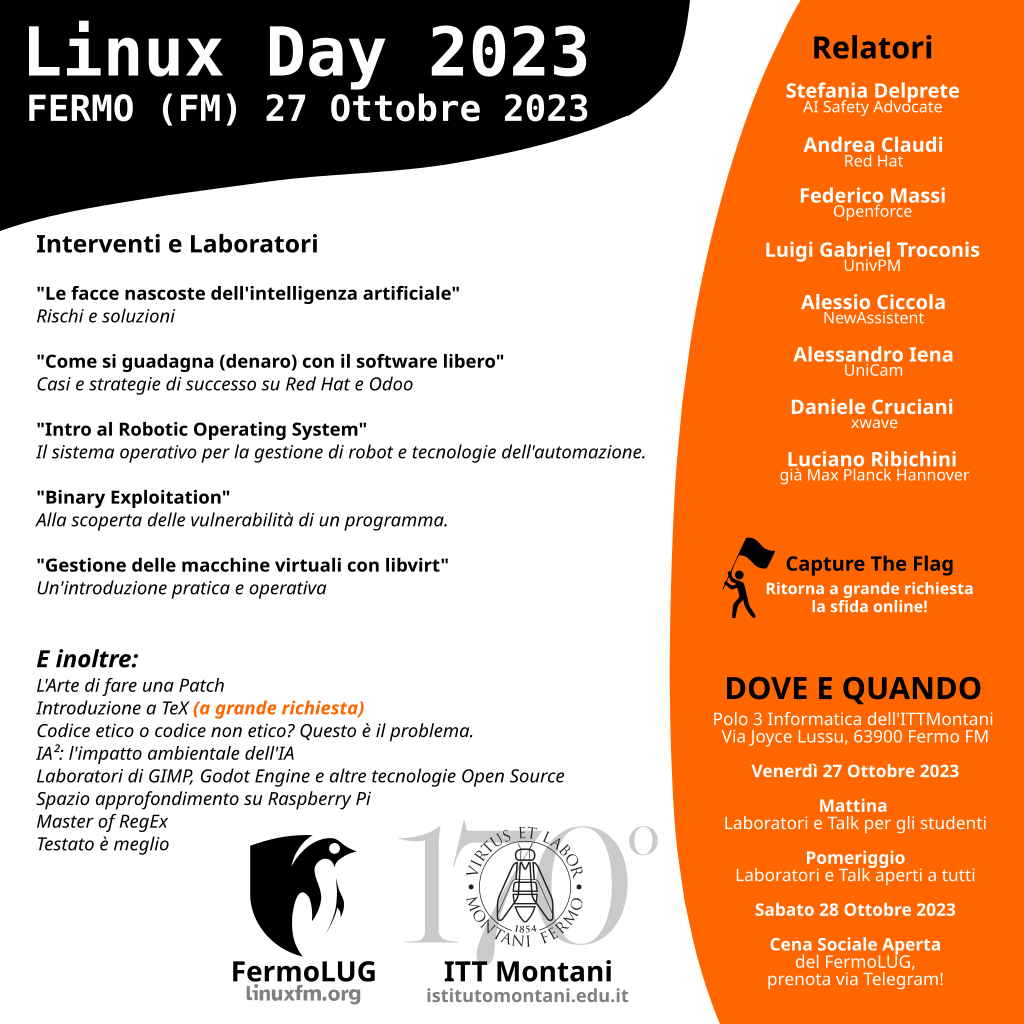 Linux Day 2023
FERMO (FM) 27 Ottobre 2023
Interventi e Laboratori
"Le facce nascoste dell'intelligenza artificiale"
Rischi e soluzioni
"Come si guadagna (denaro) con il software libero"
Casi e strategie di successo su Red Hat e Odoo
"Intro al Robotic Operating System"
Il sistema operativo per la gestione di robot e tecnologie dell'automazione.
"Binary Exploitation"
Alla scoperta delle vulnerabilità di un programma.
"Gestione delle macchine virtuali con libvirt"
Un'introduzione pratica e operativa
E inoltre:
L'Arte di fare una Patch
Introduzione a TeX (a grande richiesta)
Codice etico o codice non etico? Questo è il problema.
IA²: l'impatto ambientale dell'IA
Laboratori di GIMP, Godot Engine e altre tecnologie Open Source
Spazio approfondimento su Raspberry Pi
Master of RegEx
Testato è meglio
FermoLUG
linuxfm.org
170°
VIRTUS ET LABOR
1854
MONTANI FERMO
ITT Montani
istitutomontani.edu.it
Relatori
Stefania Delprete
AI Safety Advocate
Andrea Claudi
Red Hat
Federico Massi
Openforce
Luigi Gabriel Troconis
UnivPM
Alessio Ciccola
NewAssistent
Alessandro Iena
UniCam
Daniele Cruciani
xwave
Luciano Ribichini
già Max Planck Hannover
Capture The Flag
Ritorna a grande richiesta
la sfida online!
DOVE E QUANDO
Polo 3 Informatica dell'ITTMontani
Via Joyce Lussu, 63900 Fermo FM
Venerdì 27 Ottobre 2023
Mattina
Laboratori e Talk per gli studenti
Pomeriggio
Laboratori e Talk aperti a tutti
Sabato 28 Ottobre 2023
Cena Sociale Aperta
del FermoLUG,
prenota via Telegram!